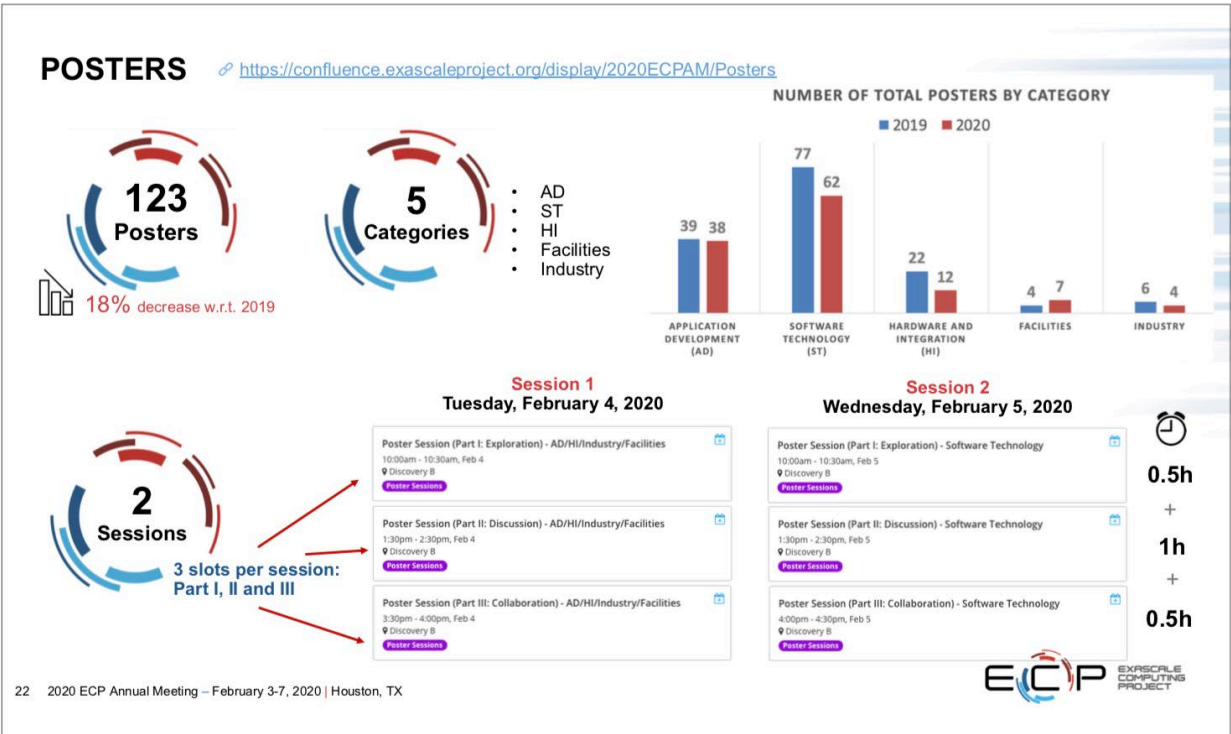 POSTERS
https://confluence.exascaleproject.org/display/2020ECPAM/Posters
123
Posters
18% decrease w.r.t. 2019
5
Categories
• AD
• ST
• HI
• Facilities
• Industry
NUMBER OF TOTAL POSTERS BY CATEGORY
2019 2020
39 38
77 62
22 12
4 7
6 4
APPLICATION
DEVELOPMENT
(AD)
SOFTWARE
TECHNOLOGY
(ST)
HARDWARE AND
INTEGRATION
(HI)
FACILITIES
INDUSTRY
2
Sessions
3 slots per session:
Part I, II and III
Session 1
Tuesday, February 4, 2020
Poster Session (Part I: Exploration) - AD/HI/Industry/Facilities
10:00am - 10:30am, Feb 4
Discovery B
Poster Sessions
Poster Session (Part II: Discussion) - AD/HI/Industry/Facilities
1:30pm - 2:30pm, Feb 4
Discovery B
Poster Sessions
Poster Session (Part III: Collaboration) - AD/HI/Industry/Facilities
3:30pm - 4:00pm, Feb 4
Discovery B
Poster Sessions
Session 2
Wednesday, February 5, 2020
Poster Session (Part I: Exploration) - Software Technology
10:00am - 10:30am, Feb 5
Discovery B
Poster Sessions
Poster Session (Part II: Discussion) - Software Technology
1:30pm - 2:30pm, Feb 5
Discovery B
Poster Sessions
Poster Session (Part III: Collaboration) - Software Technology
4:00pm - 4:30pm, Feb 5
Discovery B
Poster Sessions
0.5h
+
1h
+
0.5h
22 2020 ECP Annual Meeting – February 3-7, 2020 | Houston, TX
ECP
EXASCALE
COMPUTING
PROJECT